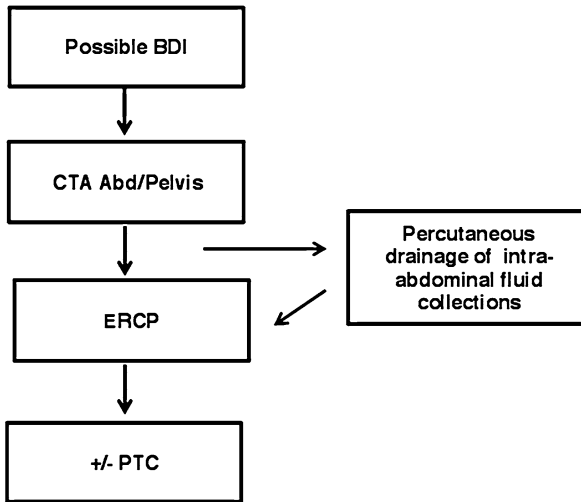 Possible BDI
CTA Abd/Pelvis
Percutaneous
drainage of intra-
abdominal fluid
collections
ERCP
+/- PTC